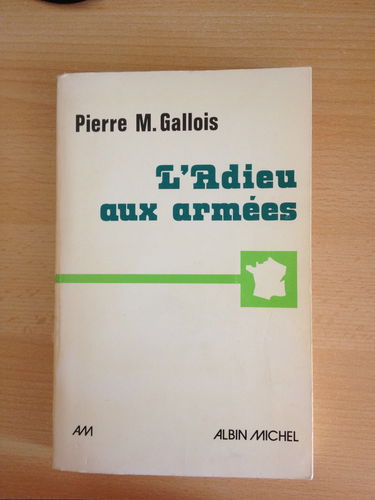 Pierre M. Gallois
L'Adieu
aux armées
AM
ALBIN MICHEL